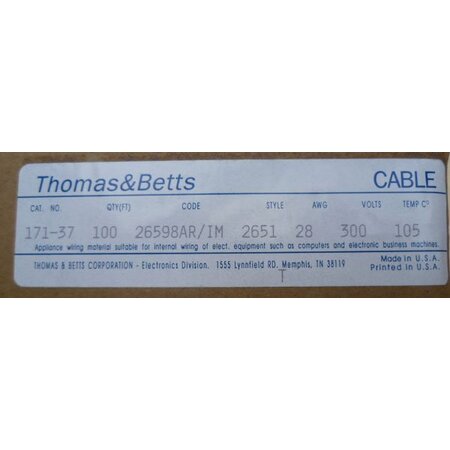 Thomas&Betts CABLE
CAT. NO. QTY(FT) CODE STYLE AWG VOLTS TEMP C°
171-37 100 26598AR/IM 2651 28 300 105
Appliance wiring material suitable for internal wiring of elect. equipment such as computers and electronic business machines.
THOMAS & BETTS CORPORATION - Electronics Division. 1555 Lynnfield RD, Memphis, TN 38119
Made in U.S.A.
Printed in U.S.A.
T